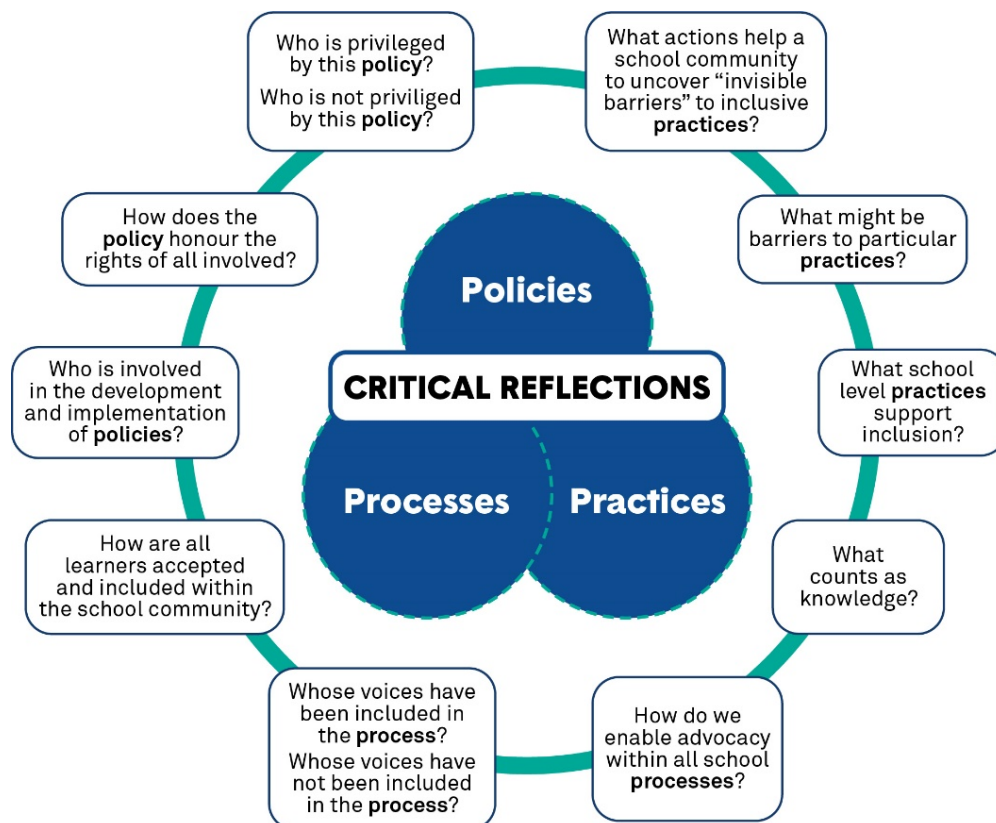 Who is privileged
by this policy?
Who is not priviliged
by this policy?
What actions help a
school community
to uncover “invisible
barriers” to inclusive
practices?
How does the
policy honour the
rights of all involved?
What might be
barriers to particular
practices?
Policies
CRITICAL REFLECTIONS
Processes
Practices
Who is involved
in the development
and implementation
of policies?
What school
level practices
support
inclusion?
How are all
learners accepted
and included within
the school community?
What
counts as
knowledge?
Whose voices have
been included in
the process?
Whose voices have
not been included
in the process?
How do we
enable advocacy
within all school
processes?